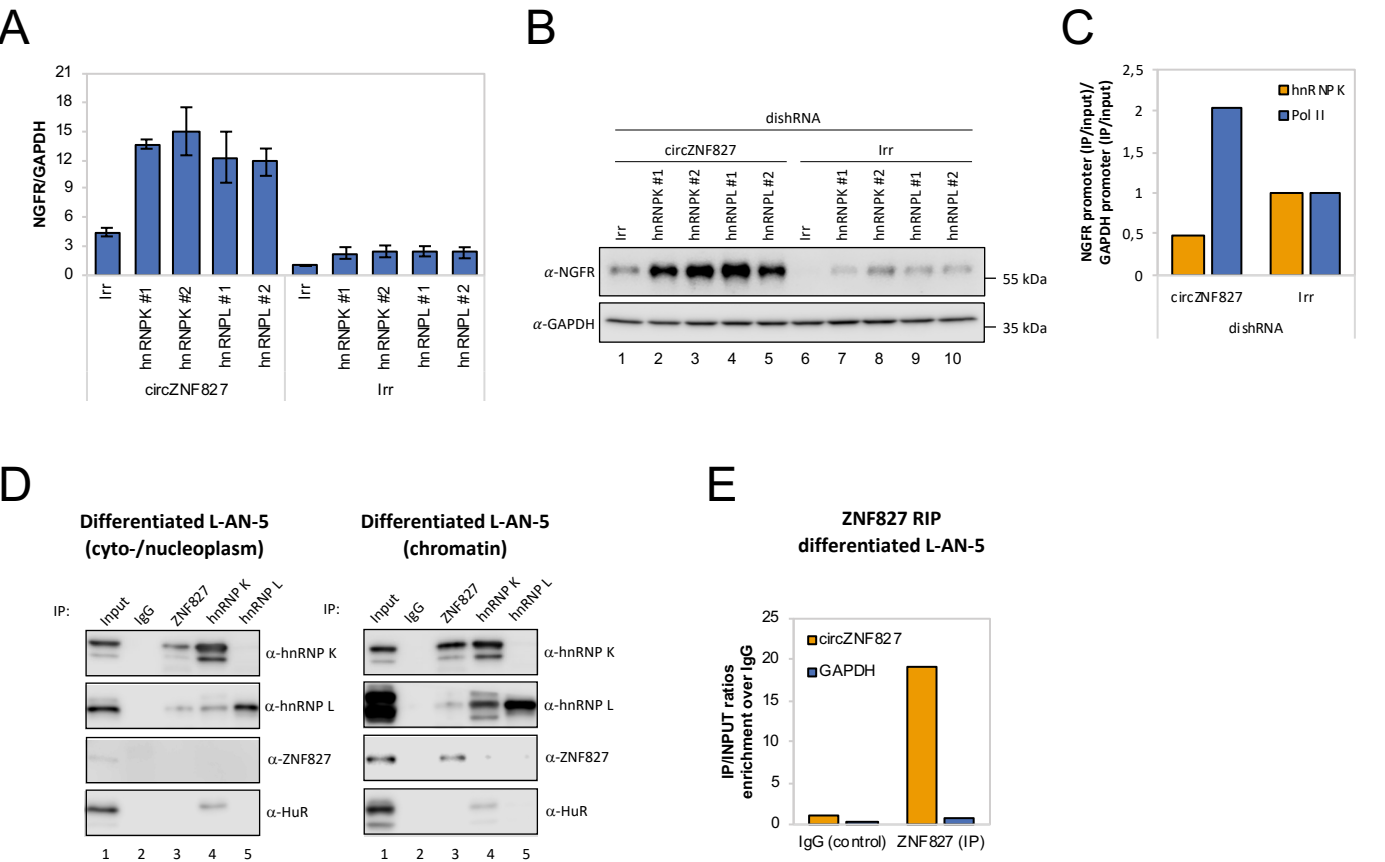 A
NGFR/GAPDH
21
18
15
12
9
6
3
0
Irr
hnRNPK #1
hnRNPK #2
hnRNPL #1
hnRNPL #2
Irr
hnRNPK #1
hnRNPK #2
hnRNPL #1
hnRNPL #2
circZNF827
Irr
B
dishRNA
circZNF827
Irr
Irr
hnRNPK #1
hnRNPK #2
hnRNPL #1
hnRNPL #2
Irr
hnRNPK #1
hnRNPK #2
hnRNPL #1
hnRNPL #2
α-NGFR
55 kDa
α-GAPDH
35 kDa
1 2 3 4 5 6 7 8 9 10
C
NGFR promoter (IP/input)/
GAPDH promoter (IP/input)
2,5
2
1,5
1
0,5
0
hnRNP K
Pol II
circZNF827
Irr
dishRNA
D
Differentiated L-AN-5
(cyto-/nucleoplasm)
IP:
Input
IgG
ZNF827
hnRNP K
hnRNP L
α-hnRNP K
α-hnRNP L
α-ZNF827
α-HuR
1 2 3 4 5
Differentiated L-AN-5
(chromatin)
IP:
Input
IgG
ZNF827
hnRNP K
hnRNP L
α-hnRNP K
α-hnRNP L
α-ZNF827
α-HuR
1 2 3 4 5
E
ZNF827 RIP
differentiated L-AN-5
IP/INPUT ratios
enrichment over IgG
25
20
15
10
5
0
circZNF827
GAPDH
IgG (control)
ZNF827 (IP)